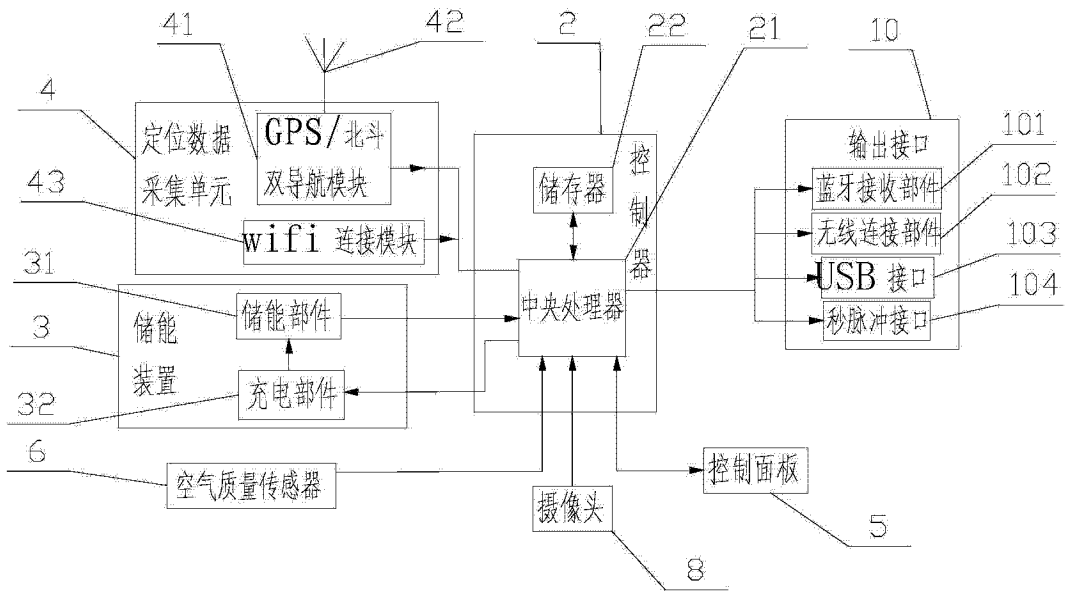 41
42
2
22
21
10
4
定位数据
采集单元
GPS/北斗
双导航模块
43
wifi 连接模块
控制器
储存器
中央处理器
输出接口
101
蓝牙接收部件
102
无线连接部件
103
USB 接口
104
秒脉冲接口
31
储能部件
3
储能
装置
32
充电部件
6
空气质量传感器
摄像头
8
控制面板
5